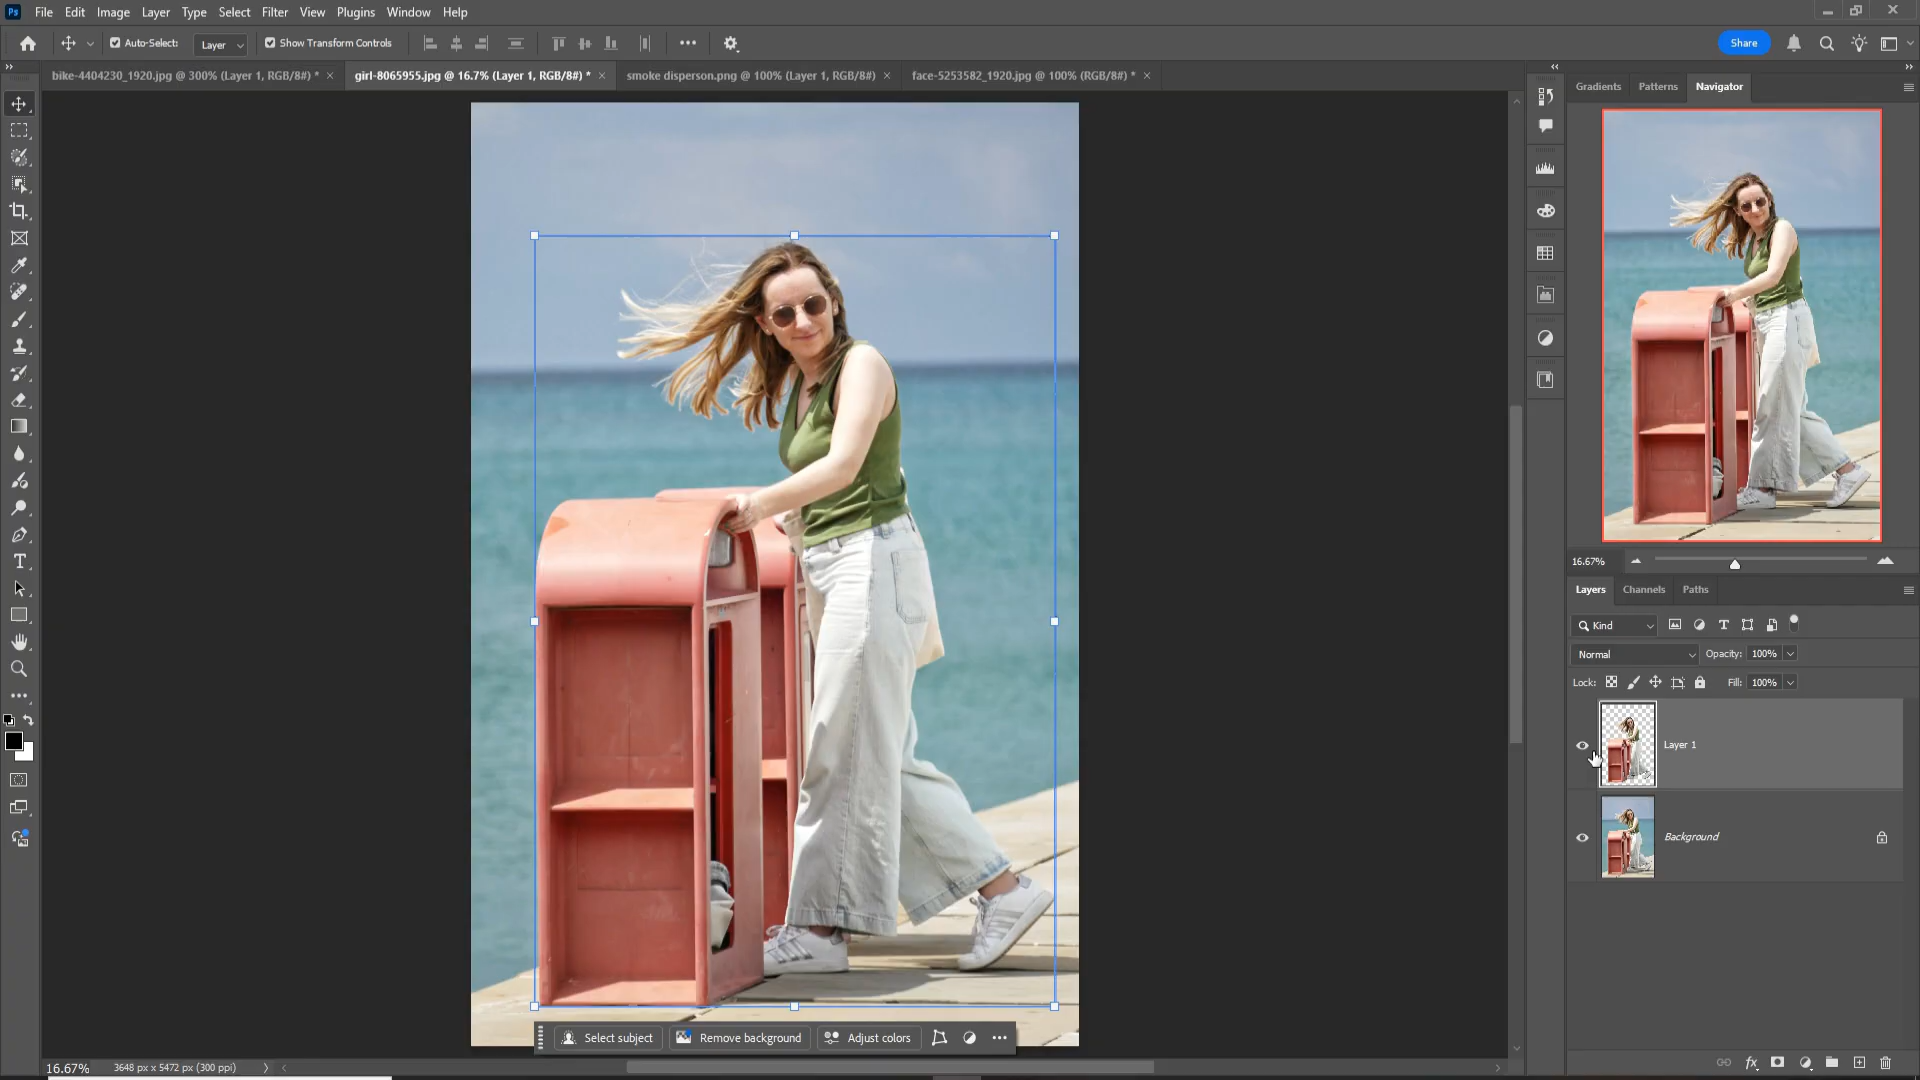 Ps File Edit Image Layer Type Select Filter View Plugins Window Help
Auto-Select: Layer Show Transform Controls Share
bike-4404230_1920.jpg @ 300% (Layer 1, RGB/8#) * × girl-8065955.jpg @ 16.7% (Layer 1, RGB/8#) * × smoke disperson.png @ 100% (Layer 1, RGB/8#) × face-5253582_1920.jpg @ 100% (RGB/8#) * ×
Gradients Patterns Navigator
16.67%
Layers Channels Paths
Kind
Normal Opacity: 100%
Lock: Fill: 100%
Layer 1
Background
Select subject Remove background Adjust colors
16.67% 3648 px x 5472 px (300 ppi)